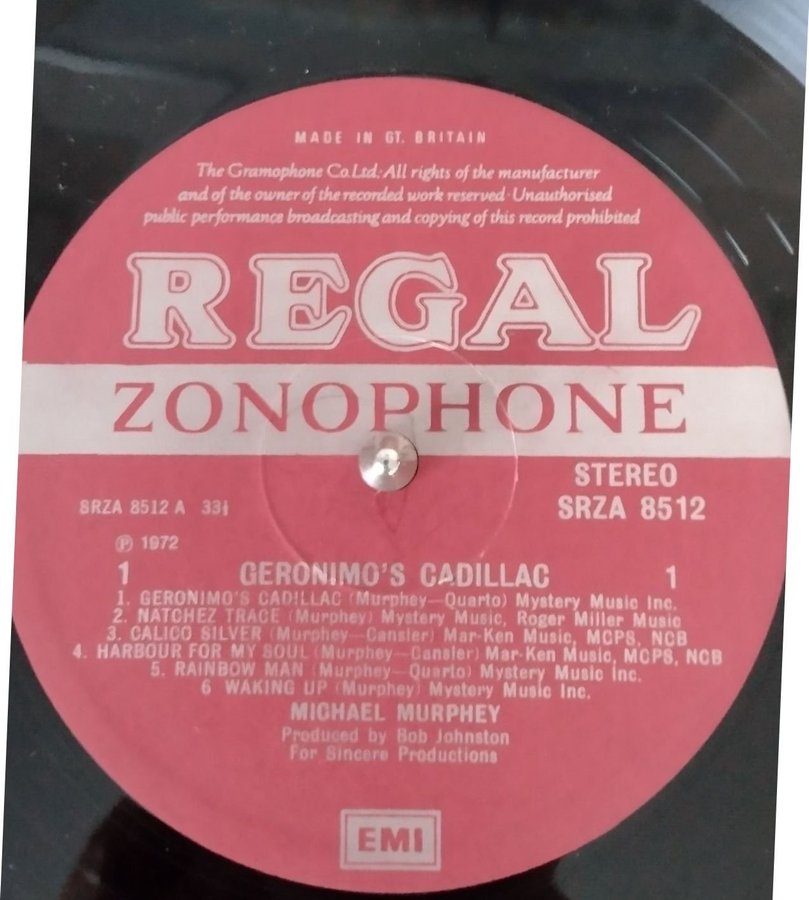 MADE IN GT. BRITAIN
The Gramophone Co.Ltd. All rights of the manufacturer
and of the owner of the recorded work reserved · Unauthorised
public performance broadcasting and copying of this record prohibited
REGAL
ZONOPHONE
STEREO
SRZA 8512
SRZA 8512 A 33⅓
℗ 1972
1 GERONIMO'S CADILLAC 1
1. GERONIMO'S CADILLAC (Murphey—Quarto) Mystery Music Inc.
2. NATCHEZ TRACE (Murphey) Mystery Music, Roger Miller Music
3. CALICO SILVER (Murphey—Cansler) Mar-Ken Music, MCPS, NCB
4. HARBOUR FOR MY SOUL (Murphey—Cansler) Mar-Ken Music, MCPS, NCB
5. RAINBOW MAN (Murphey—Quarto) Mystery Music Inc.
6 WAKING UP (Murphey) Mystery Music Inc.
MICHAEL MURPHEY
Produced by Bob Johnston
For Sincere Productions
EMI